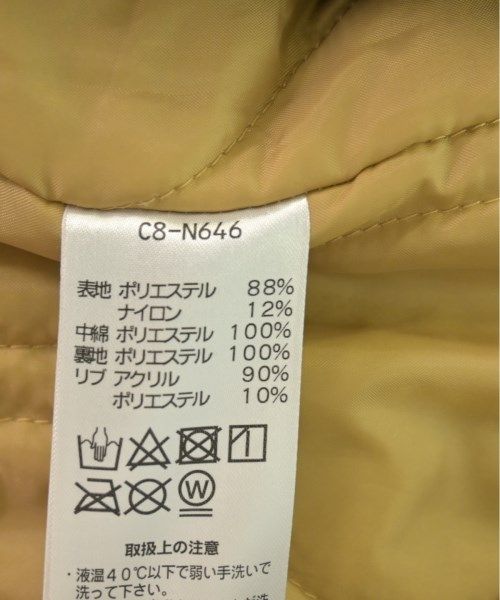 C8-N646
表地 ポリエステル 88%
ナイロン 12%
中綿 ポリエステル 100%
裏地 ポリエステル 100%
リブ アクリル 90%
ポリエステル 10%
W
取扱上の注意
・液温40℃以下で弱い手洗いで
洗って下さい。